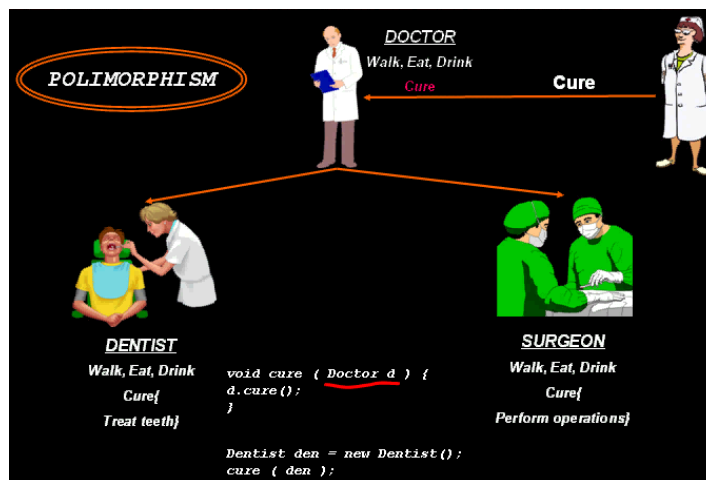 POLIMORPHISM
DOCTOR
Walk, Eat, Drink
Cure
Cure
DENTIST
Walk, Eat, Drink
Cure{
Treat teeth}
void cure ( Doctor d ) {
d.cure();
}
Dentist den = new Dentist();
cure ( den );
SURGEON
Walk, Eat, Drink
Cure{
Perform operations}